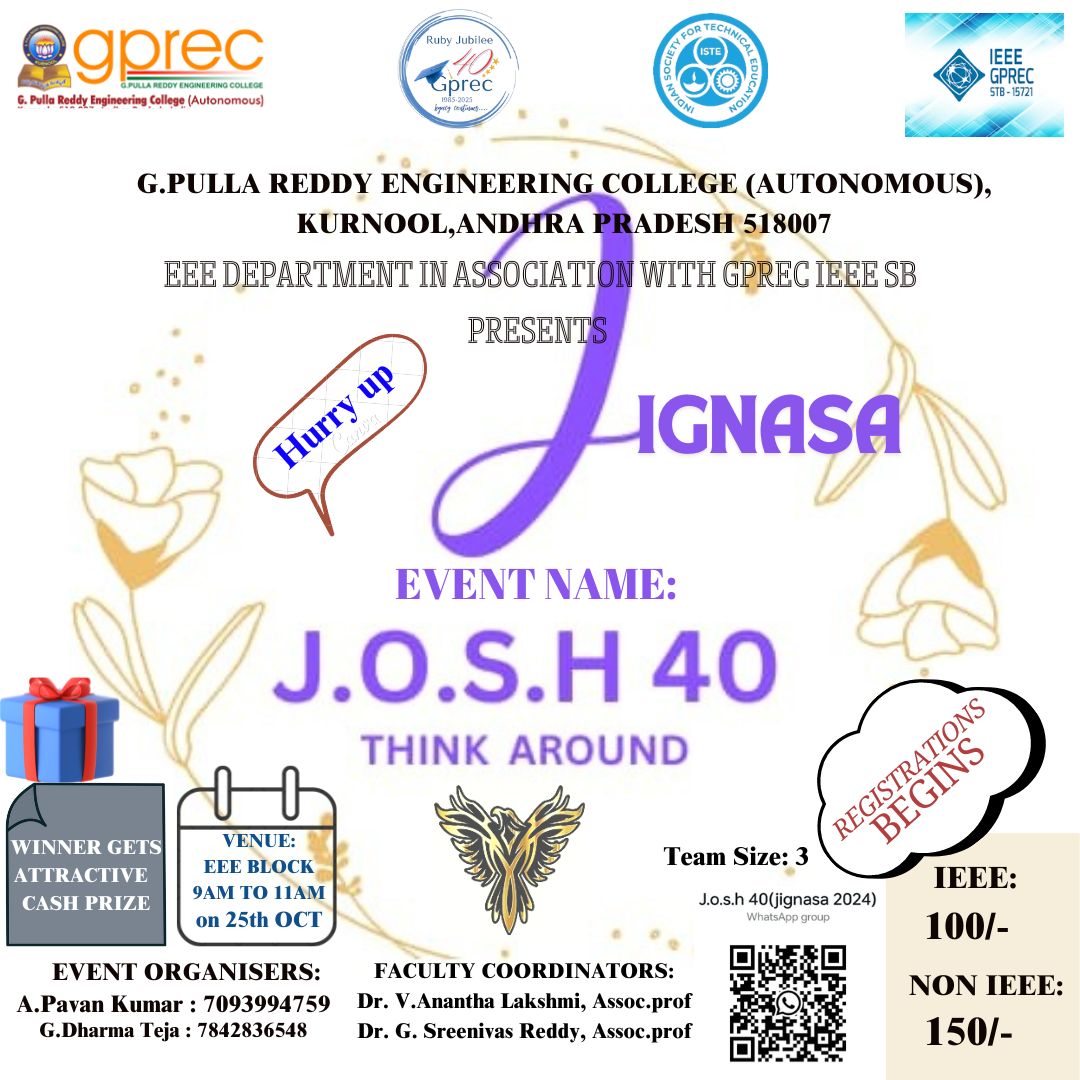 gprec
G.PULLA REDDY ENGINEERING COLLEGE
G. Pulla Reddy Engineering College (Autonomous)
Ruby Jubilee
40
Gprec
1985-2025
legacy continues....
INDIAN SOCIETY FOR TECHNICAL EDUCATION
ISTE
IEEE
GPREC
STB - 15721
G.PULLA REDDY ENGINEERING COLLEGE (AUTONOMOUS),
KURNOOL,ANDHRA PRADESH 518007
EEE DEPARTMENT IN ASSOCIATION WITH GPREC IEEE SB
PRESENTS
Hurry up
Canva
JIGNASA
EVENT NAME:
J.O.S.H 40
THINK AROUND
REGISTRATIONS
BEGINS
WINNER GETS
ATTRACTIVE
CASH PRIZE
VENUE:
EEE BLOCK
9AM TO 11AM
on 25th OCT
Team Size: 3
J.o.s.h 40(jignasa 2024)
WhatsApp group
IEEE:
100/-
NON IEEE:
150/-
EVENT ORGANISERS:
A.Pavan Kumar : 7093994759
G.Dharma Teja : 7842836548
FACULTY COORDINATORS:
Dr. V.Anantha Lakshmi, Assoc.prof
Dr. G. Sreenivas Reddy, Assoc.prof